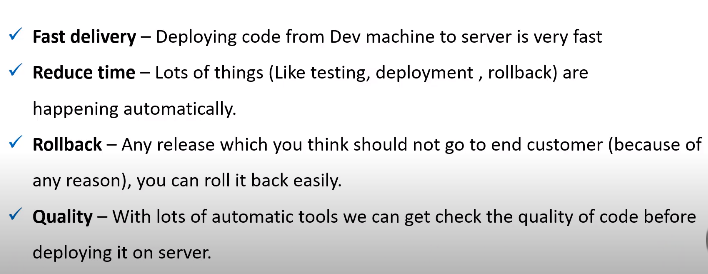 ✓ Fast delivery – Deploying code from Dev machine to server is very fast
✓ Reduce time – Lots of things (Like testing, deployment , rollback) are
happening automatically.
✓ Rollback – Any release which you think should not go to end customer (because of
any reason), you can roll it back easily.
✓ Quality – With lots of automatic tools we can get check the quality of code before
deploying it on server.